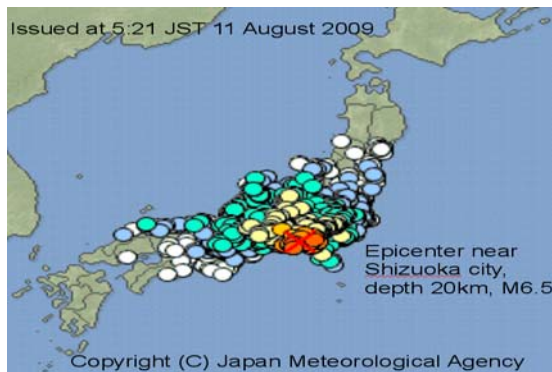 Issued at 5:21 JST 11 August 2009
Epicenter near
Shizuoka city,
depth 20km, M6.5
Copyright (C) Japan Meteorological Agency